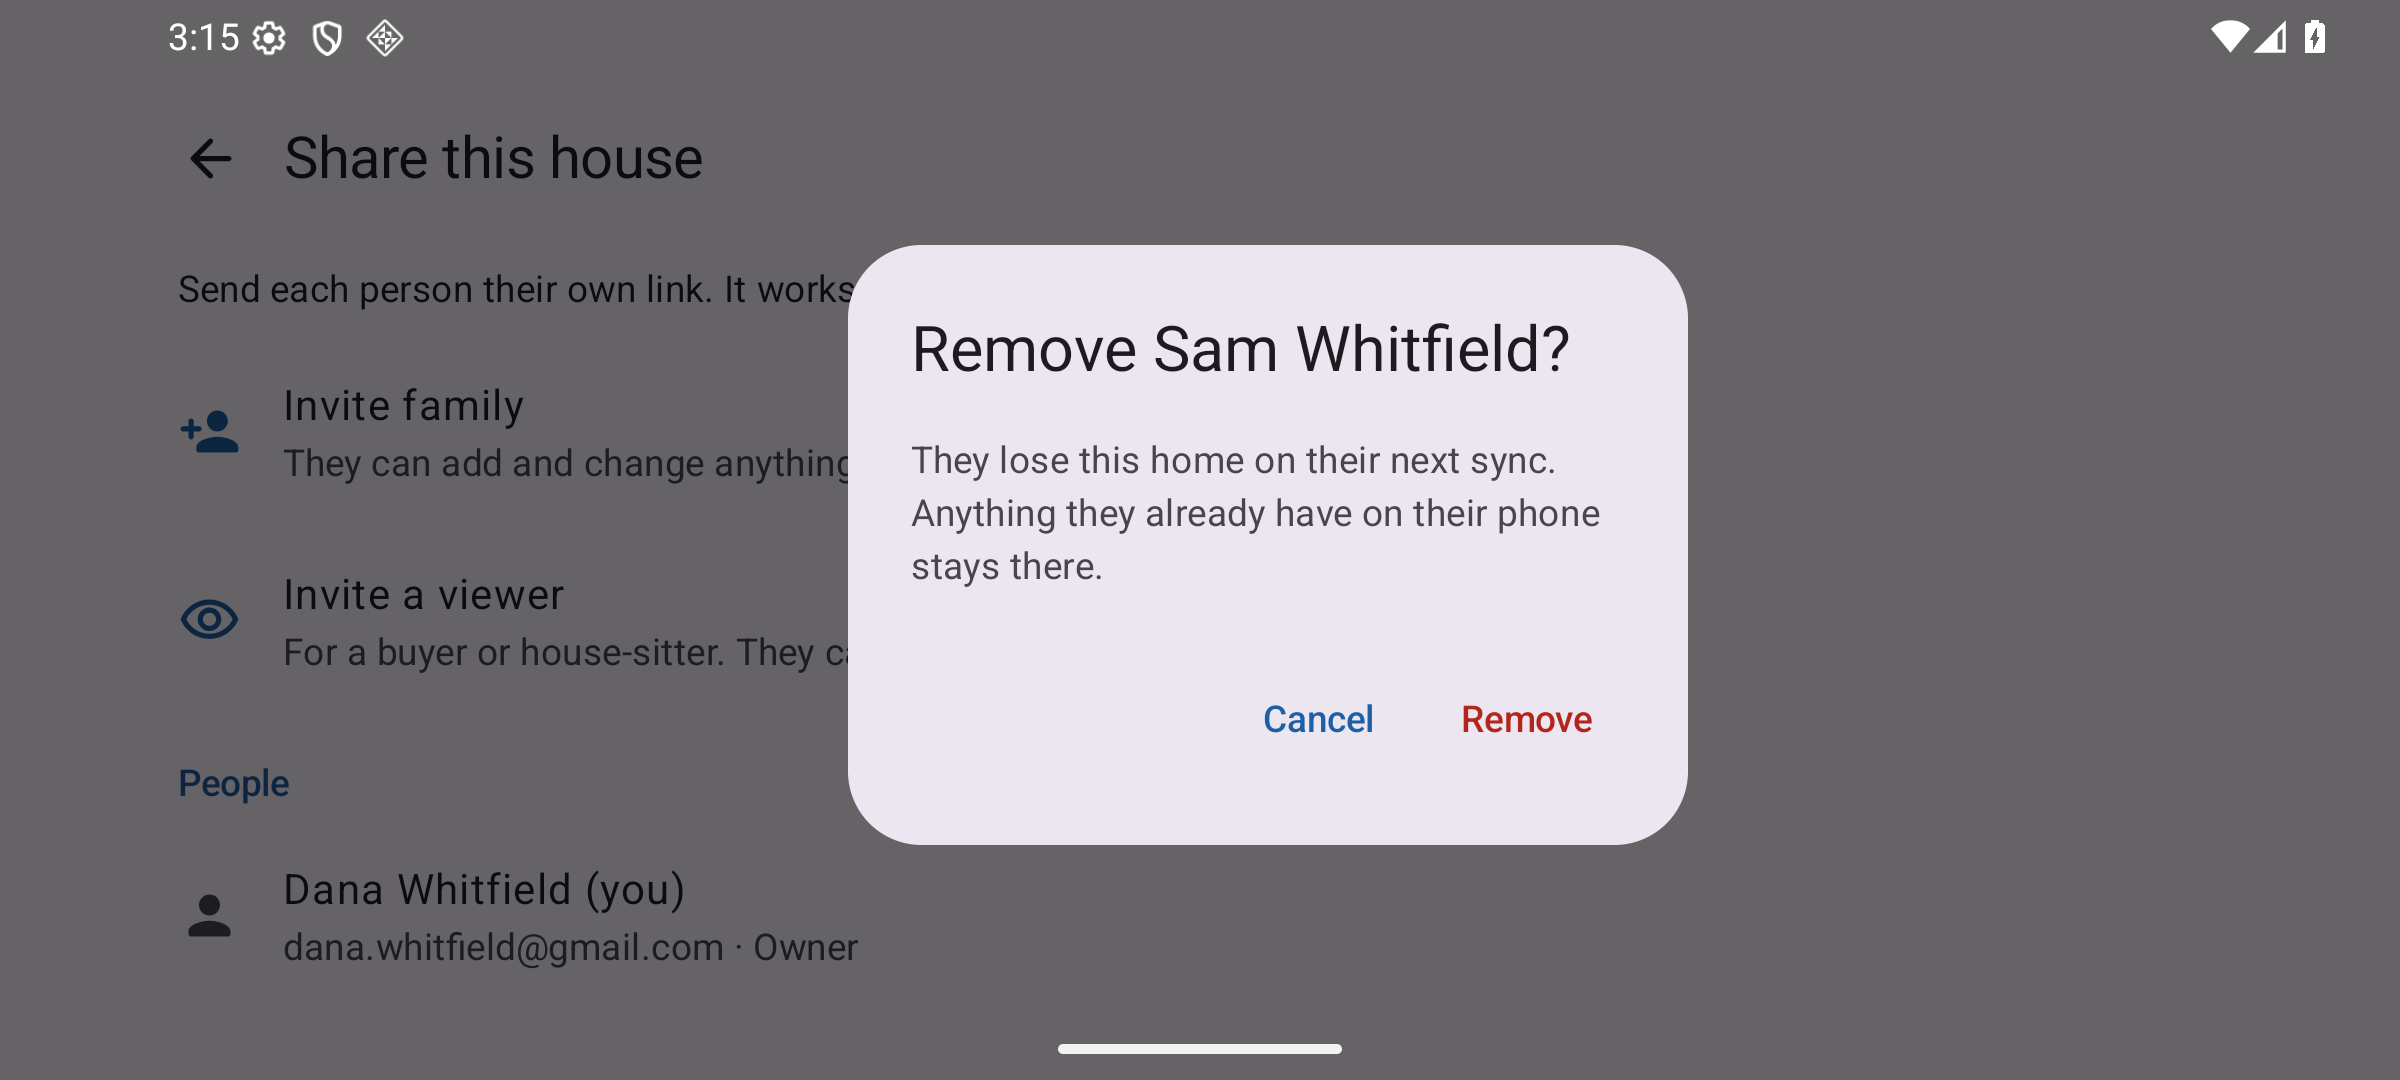 3:15
Share this house
Send each person their own link. It works
Invite family
They can add and change anything
Invite a viewer
For a buyer or house-sitter. They
People
Dana Whitfield (you)
dana.whitfield@gmail.com · Owner
Remove Sam Whitfield?
They lose this home on their next sync.
Anything they already have on their phone
stays there.
Cancel
Remove